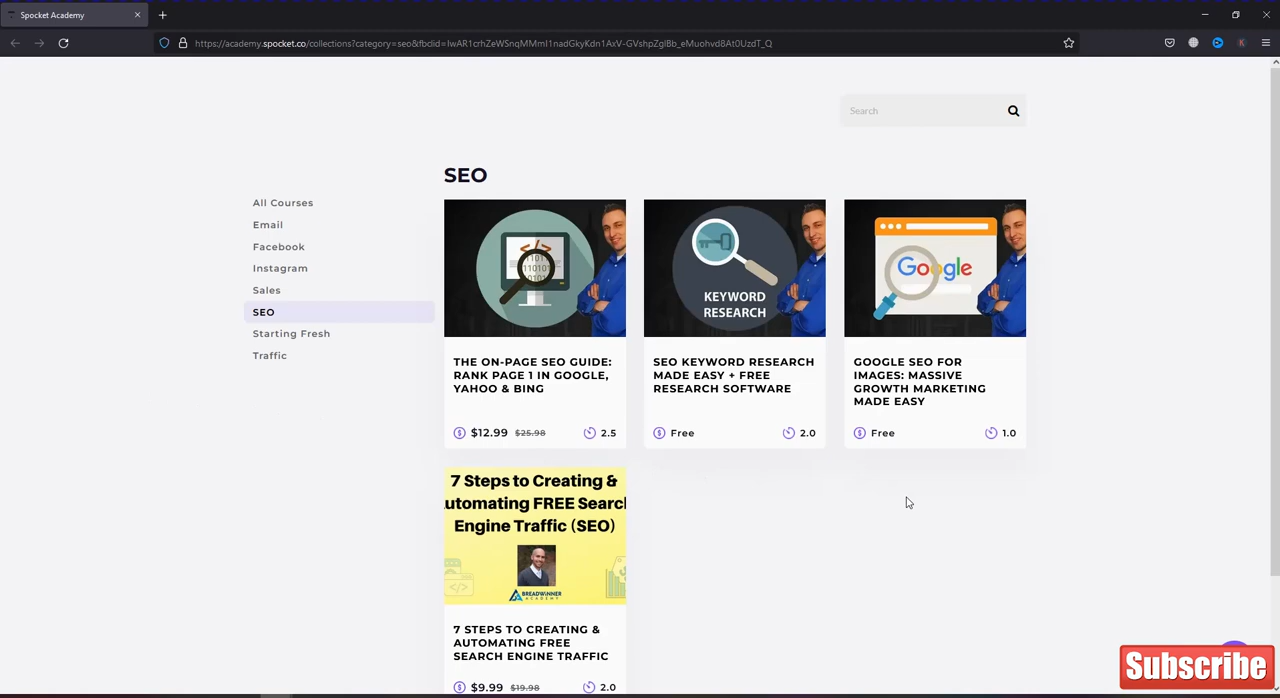 Spocket Academy
https://academy.spocket.co/collections?category=seo&fbclid=IwAR1crhZeWSnqMMmI1nadGkyKdn1AxV-GVshpZglBb_eMuohvd8At0UzdT_Q
K
Search
SEO
All Courses
Email
Facebook
Instagram
Sales
SEO
Starting Fresh
Traffic
</>
THE ON-PAGE SEO GUIDE:
RANK PAGE 1 IN GOOGLE,
YAHOO & BING
$12.99 $25.98 2.5
KEYWORD
RESEARCH
SEO KEYWORD RESEARCH
MADE EASY + FREE
RESEARCH SOFTWARE
Free 2.0
Google
GOOGLE SEO FOR
IMAGES: MASSIVE
GROWTH MARKETING
MADE EASY
Free 1.0
7 Steps to Creating &
utomating FREE Search
Engine Traffic (SEO)
BREADWINNER
ACADEMY
7 STEPS TO CREATING &
AUTOMATING FREE
SEARCH ENGINE TRAFFIC
$9.99 $19.98 2.0
Subscribe